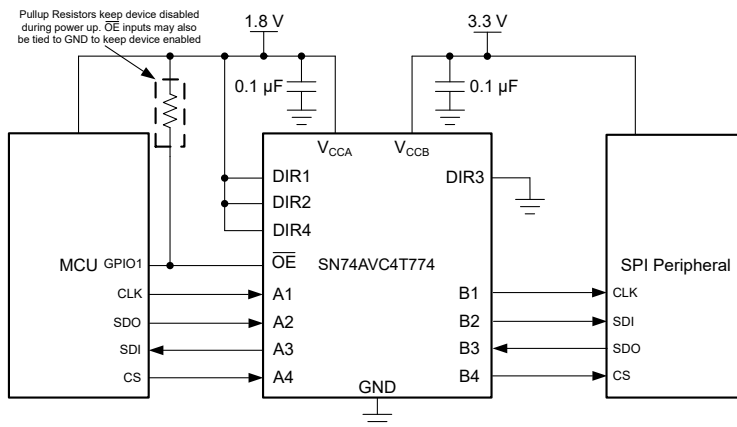 Pullup Resistors keep device disabled
during power up. OE inputs may also
be tied to GND to keep device enabled
1.8 V
3.3 V
0.1 µF
0.1 µF
VCCA
VCCB
DIR1
DIR2
DIR4
DIR3
MCU
GPIO1
OE
SN74AVC4T774
SPI Peripheral
CLK
A1
B1
CLK
SDO
A2
B2
SDI
SDI
A3
B3
SDO
CS
A4
B4
CS
GND